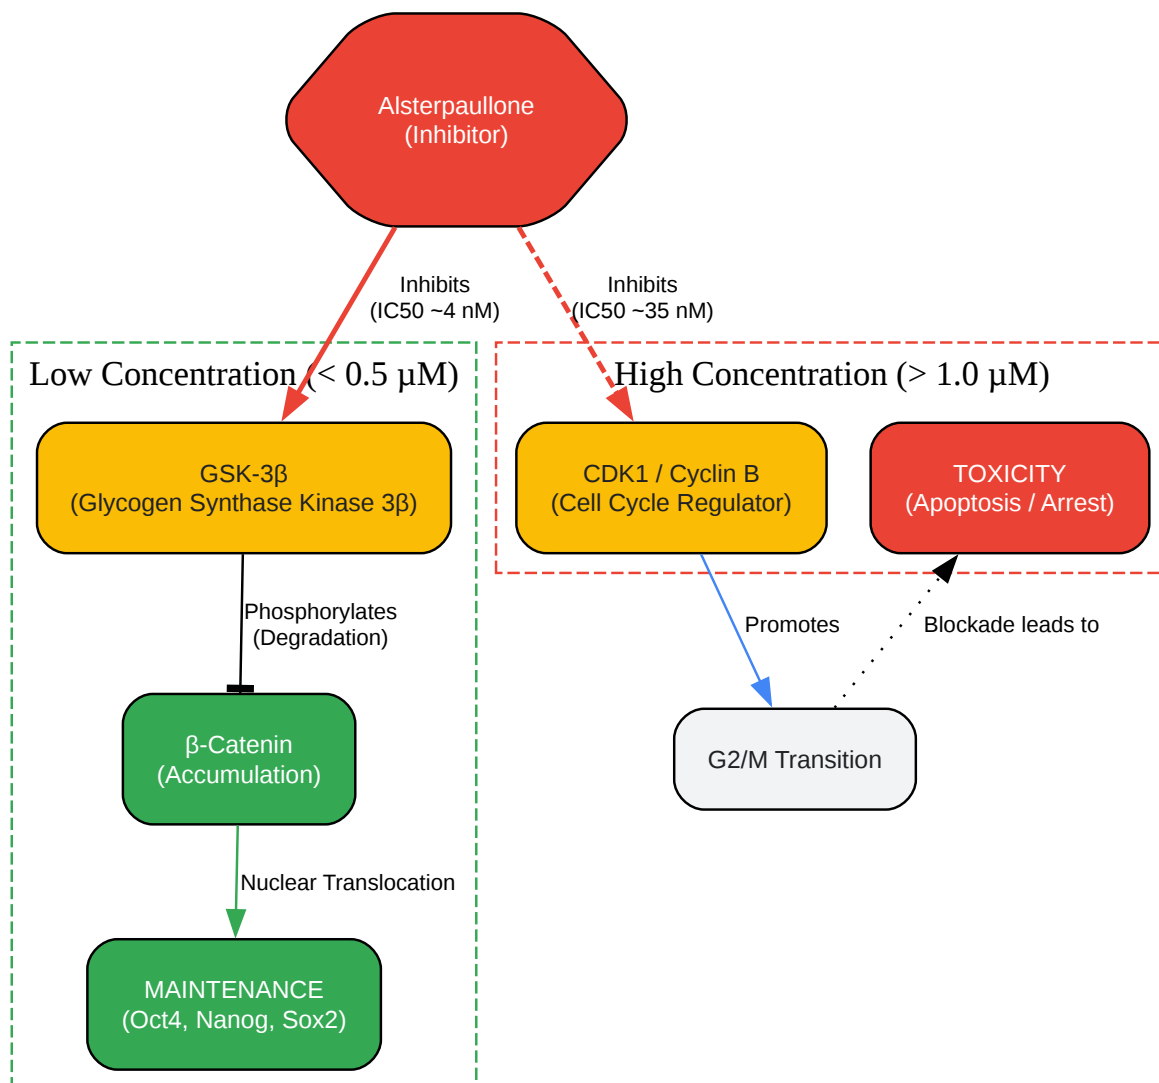 Alsterpaullone
(Inhibitor)
Inhibits
(IC50 ~4 nM)
Inhibits
(IC50 ~35 nM)
Low Concentration (< 0.5 µM)
High Concentration (> 1.0 µM)
GSK-3β
(Glycogen Synthase Kinase 3β)
CDK1 / Cyclin B
(Cell Cycle Regulator)
TOXICITY
(Apoptosis / Arrest)
Phosphorylates
(Degradation)
Promotes
Blockade leads to
β-Catenin
(Accumulation)
G2/M Transition
Nuclear Translocation
MAINTENANCE
(Oct4, Nanog, Sox2)